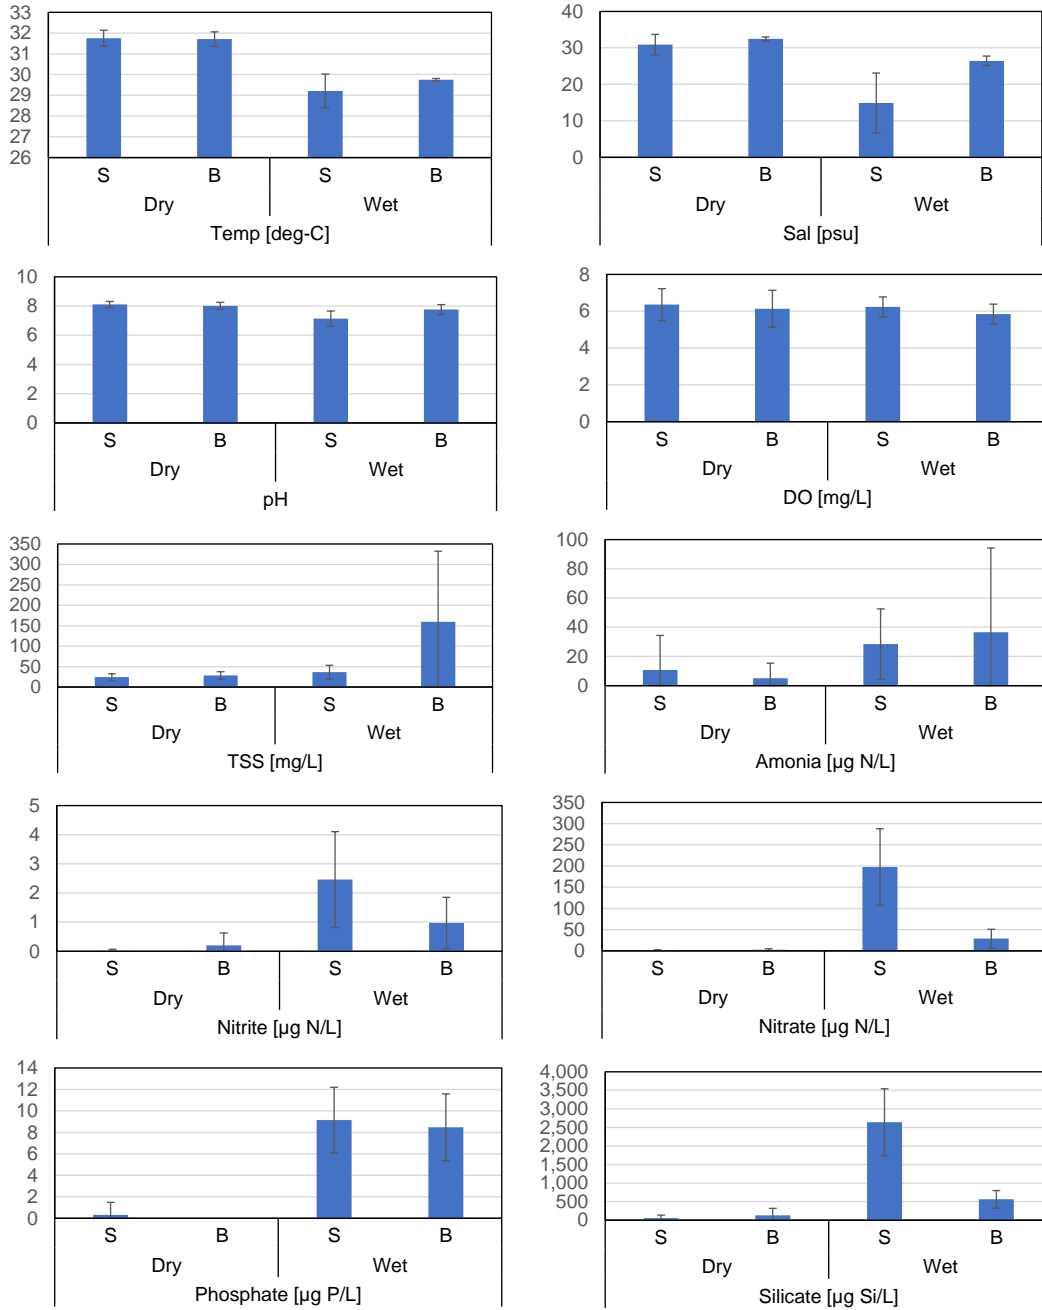 33
32
31
30
29
28
27
26
S B S B
Dry Wet
Temp [deg-C]
40
30
20
10
0
S B S B
Dry Wet
Sal [psu]
10
8
6
4
2
0
S B S B
Dry Wet
pH
8
6
4
2
0
S B S B
Dry Wet
DO [mg/L]
350
300
250
200
150
100
50
0
S B S B
Dry Wet
TSS [mg/L]
100
80
60
40
20
0
S B S B
Dry Wet
Amonia [µg N/L]
5
4
3
2
1
0
S B S B
Dry Wet
Nitrite [µg N/L]
350
300
250
200
150
100
50
0
S B S B
Dry Wet
Nitrate [µg N/L]
14
12
10
8
6
4
2
0
S B S B
Dry Wet
Phosphate [µg P/L]
4,000
3,500
3,000
2,500
2,000
1,500
1,000
500
0
S B S B
Dry Wet
Silicate [µg Si/L]